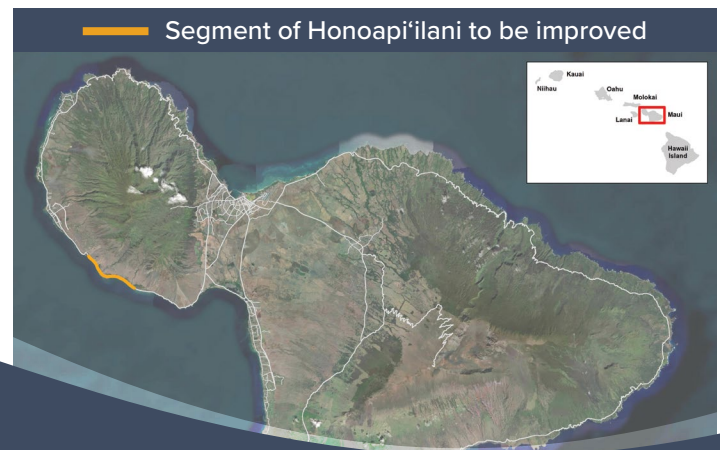 Segment of Honoapiʻilani to be improved
Kauai
Niihau
Oahu
Molokai
Lanai
Maui
Hawaii
Island